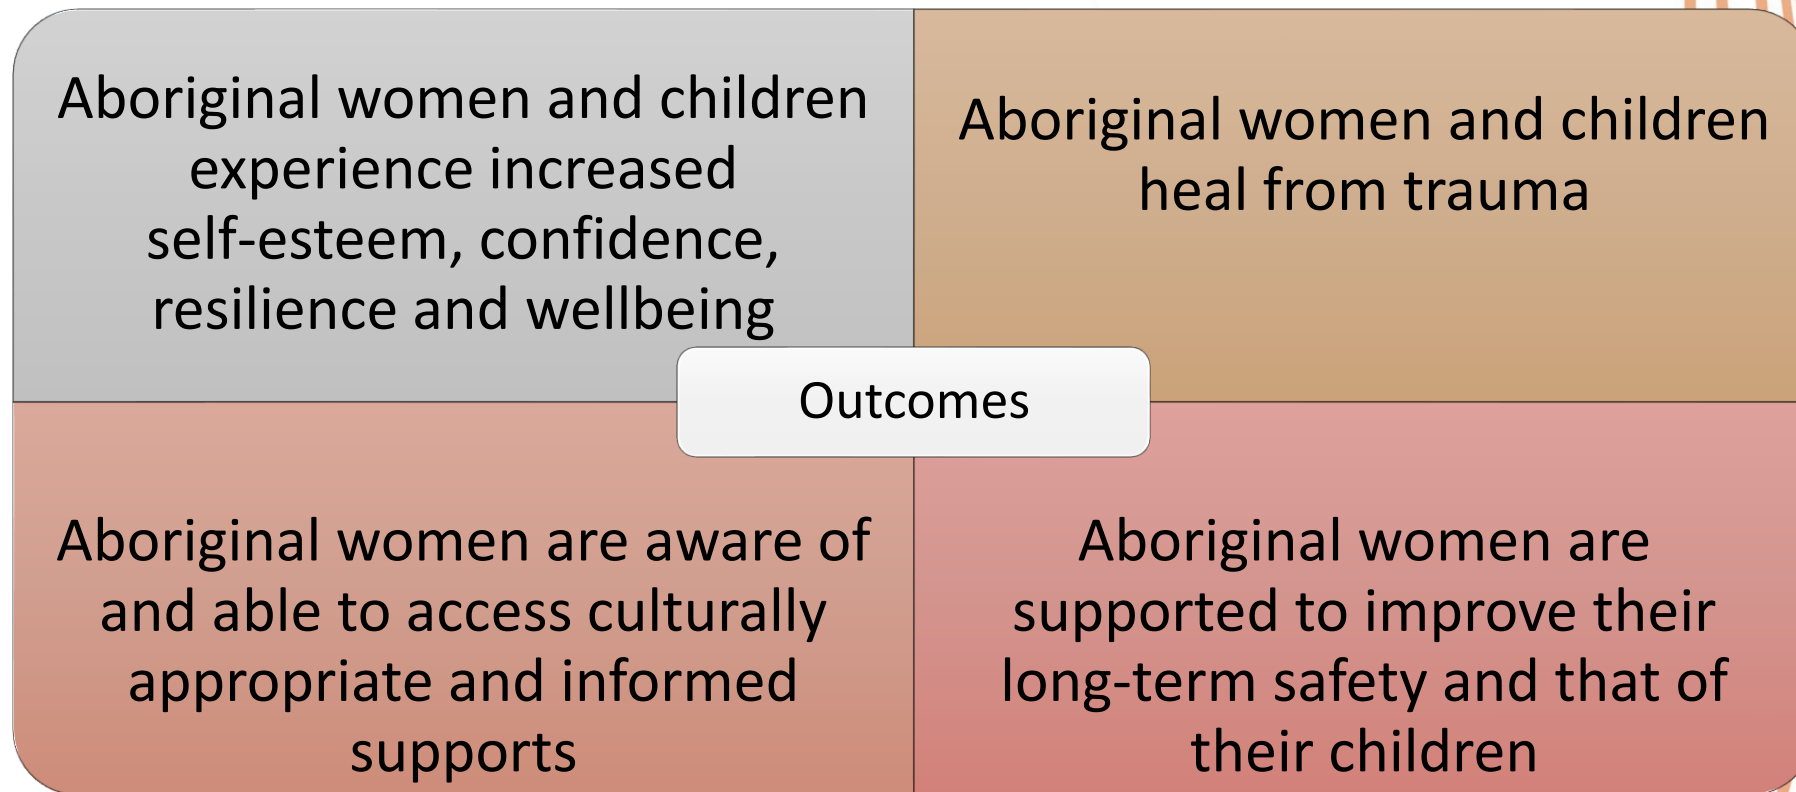 Aboriginal women and children
experience increased
self-esteem, confidence,
resilience and wellbeing
Aboriginal women and children
heal from trauma
Outcomes
Aboriginal women are aware of
and able to access culturally
appropriate and informed
supports
Aboriginal women are
supported to improve their
long-term safety and that of
their children